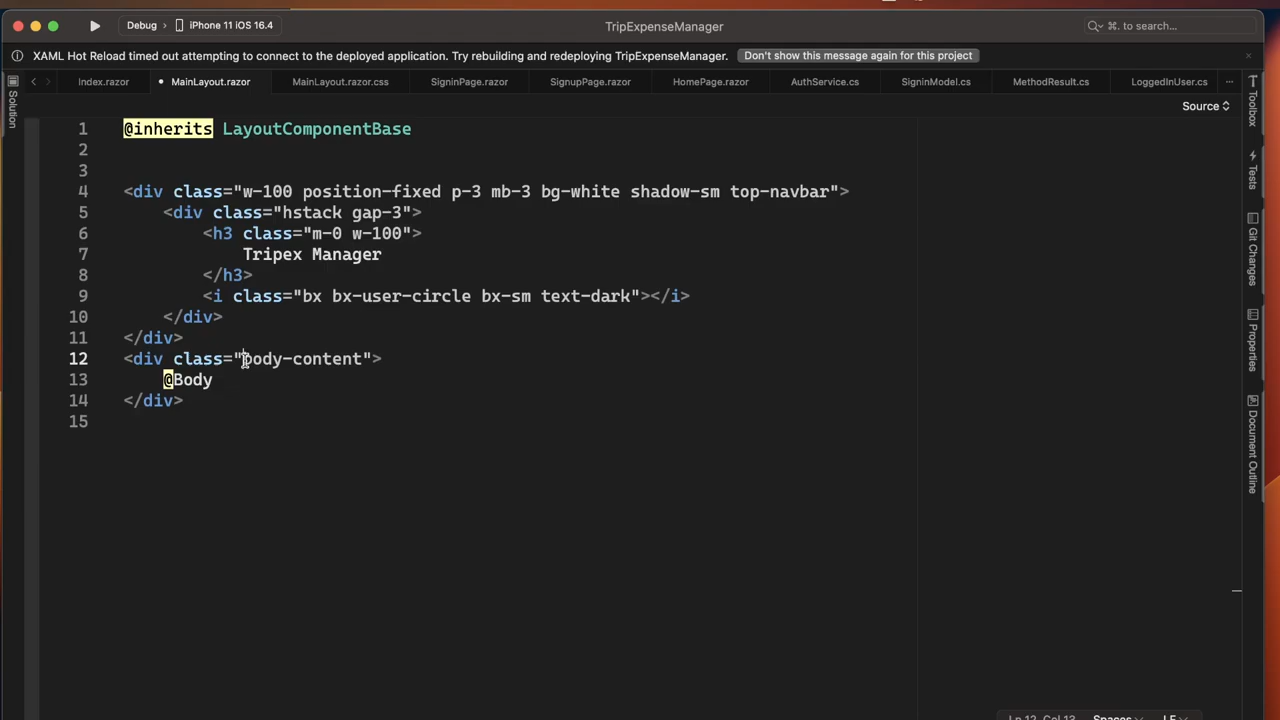 Debug > iPhone 11 iOS 16.4
TripExpenseManager
⌘. to search...
XAML Hot Reload timed out attempting to connect to the deployed application. Try rebuilding and redeploying TripExpenseManager.
Don't show this message again for this project
Index.razor
MainLayout.razor
MainLayout.razor.css
SigninPage.razor
SignupPage.razor
HomePage.razor
AuthService.cs
SigninModel.cs
MethodResult.cs
LoggedInUser.cs
Source
1 @inherits LayoutComponentBase
2
3
4 <div class="w-100 position-fixed p-3 mb-3 bg-white shadow-sm top-navbar">
5 <div class="hstack gap-3">
6 <h3 class="m-0 w-100">
7 Tripex Manager
8 </h3>
9 <i class="bx bx-user-circle bx-sm text-dark"></i>
10 </div>
11 </div>
12 <div class="body-content">
13 @Body
14 </div>
15
Solution
Toolbox
Tests
Git Changes
Properties
Document Outline
Ln 12, Col 13
Spaces
LF